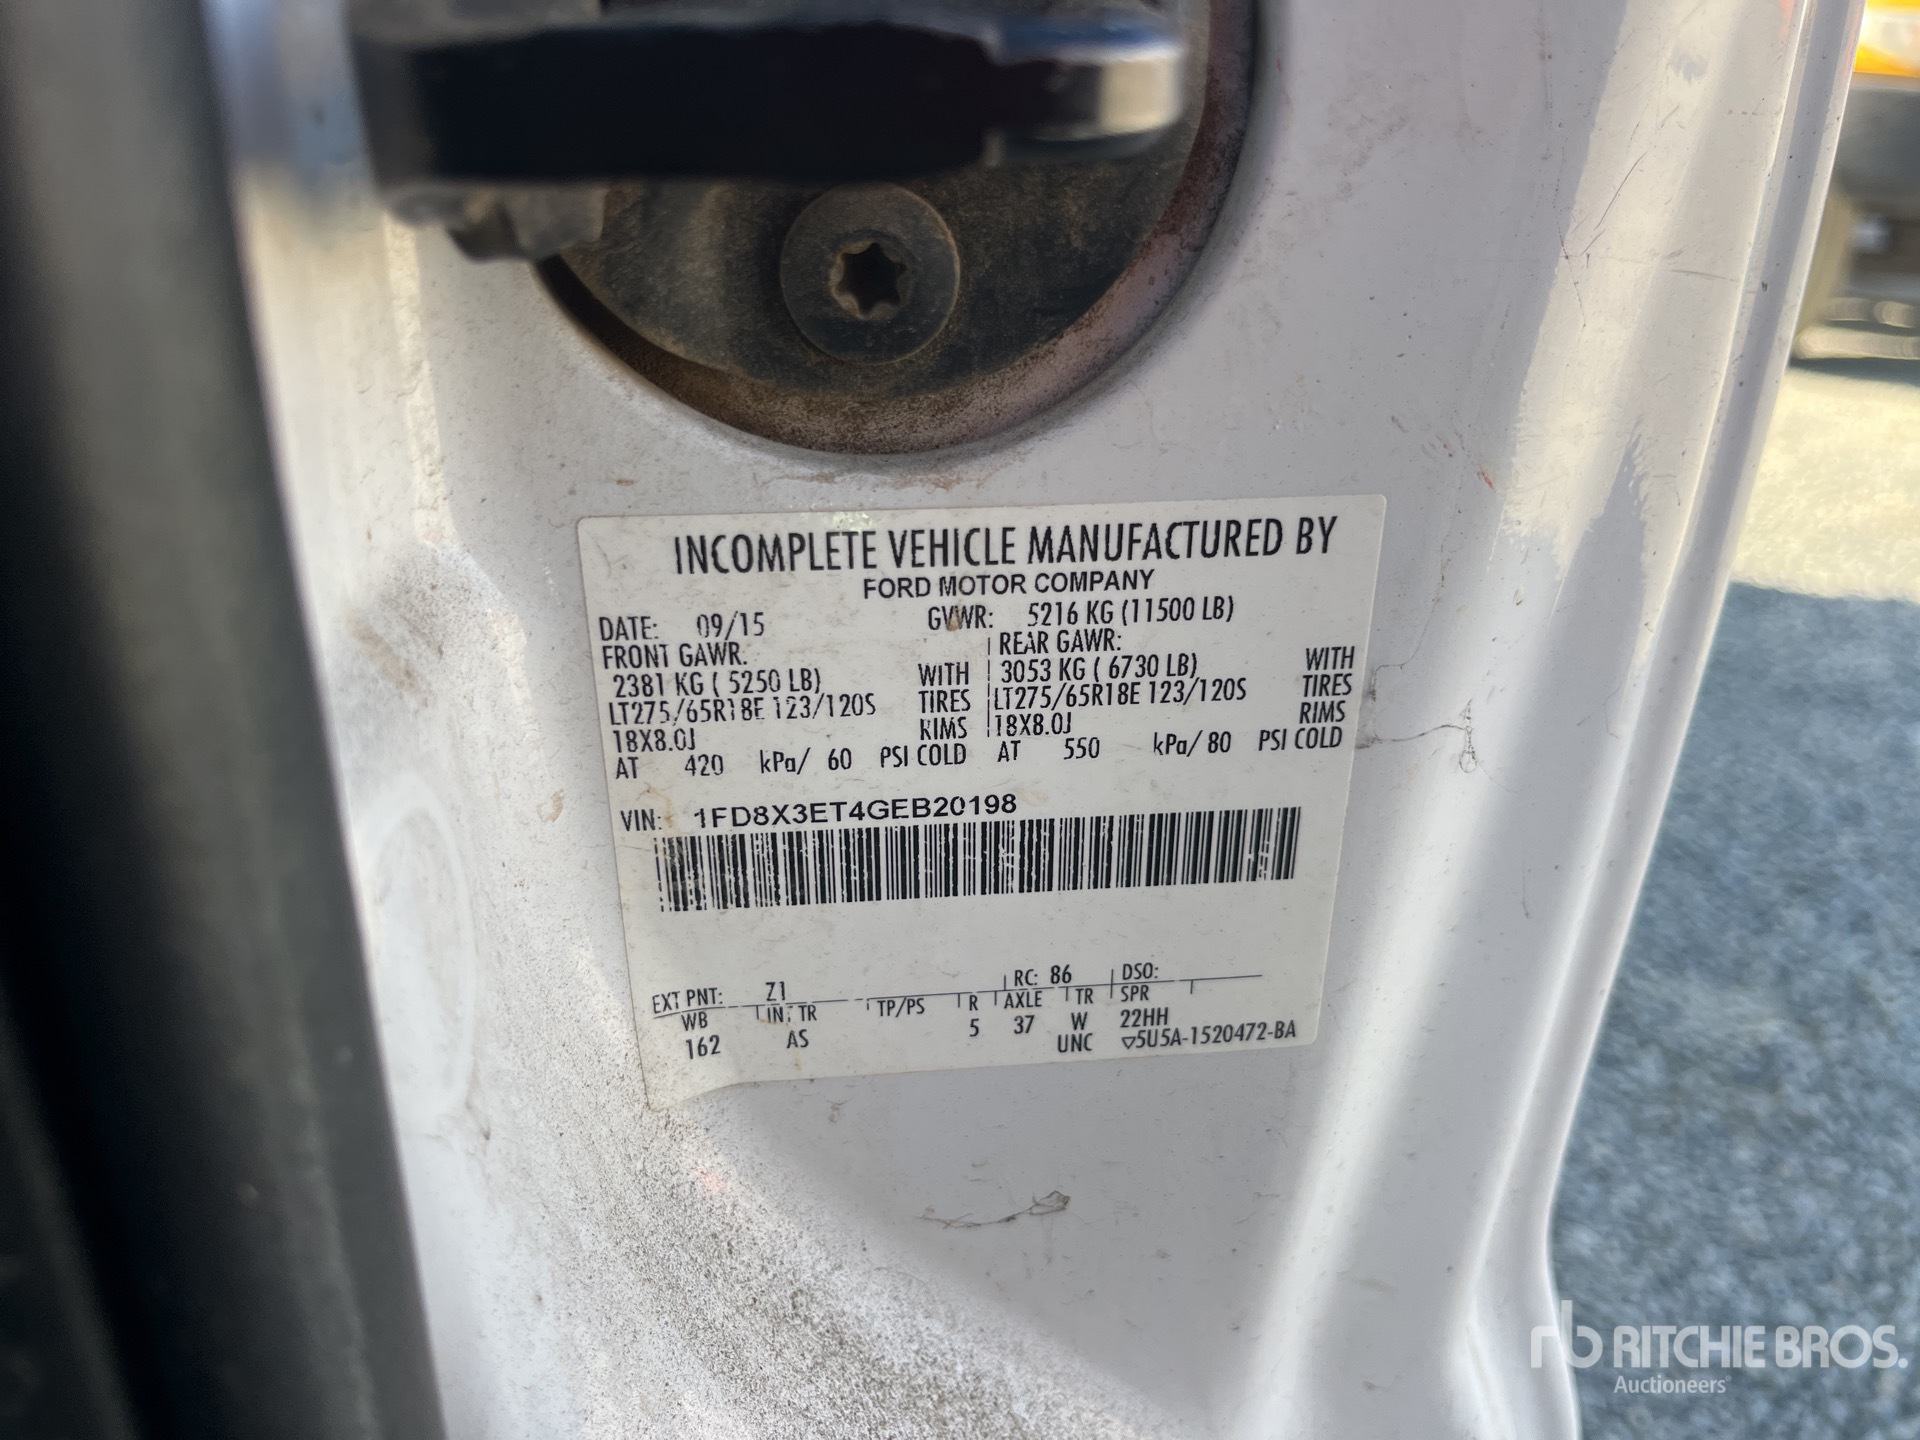 INCOMPLETE VEHICLE MANUFACTURED BY
FORD MOTOR COMPANY
DATE: 09/15 GVWR: 5216 KG (11500 LB)
FRONT GAWR: REAR GAWR:
2381 KG ( 5250 LB) WITH 3053 KG ( 6730 LB) WITH
LT275/65R18E 123/120S TIRES LT275/65R18E 123/120S TIRES
18X8.0J RIMS 18X8.0J RIMS
AT 420 kPa/ 60 PSI COLD AT 550 kPa/ 80 PSI COLD
VIN: 1FD8X3ET4GEB20198
EXT PNT: Z1 RC: 86 DSO:
WB INT TR TP/PS R AXLE TR SPR
162 AS 5 37 W 22HH
UNC ▽5U5A-1520472-BA
rb RITCHIE BROS.
Auctioneers